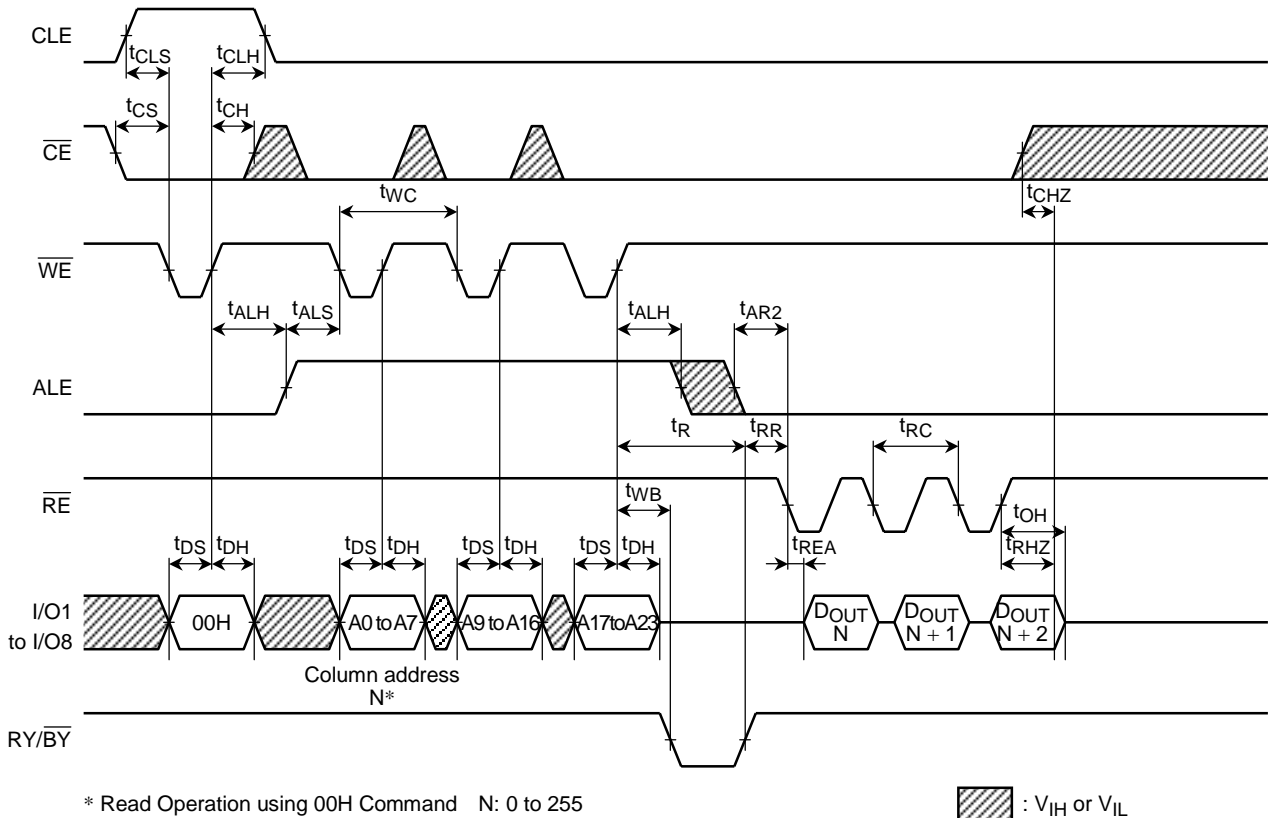 CLE
tCLS
tCLH
tCS
tCH
CE
tWC
tCHZ
WE
tALH
tALS
tALH
tAR2
ALE
tR
tRR
tRC
RE
tWB
tOH
tDS
tDH
tDS
tDH
tDS
tDH
tDS
tDH
tREA
tRHZ
I/O1
to I/O8
00H
A0 to A7
A9 to A16
A17 to A23
DOUT
N
DOUT
N + 1
DOUT
N + 2
Column address
N*
RY/BY
* Read Operation using 00H Command N: 0 to 255
: VIH or VIL